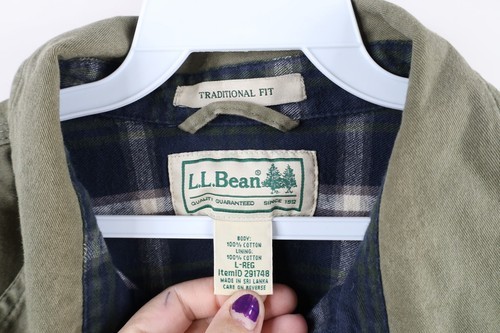 TRADITIONAL FIT
L.L.Bean®
QUALITY GUARANTEED SINCE 1912
BODY:
100% COTTON
LINING:
100% COTTON
L-REG
ItemID 291748
MADE IN SRI LANKA
CARE ON REVERSE